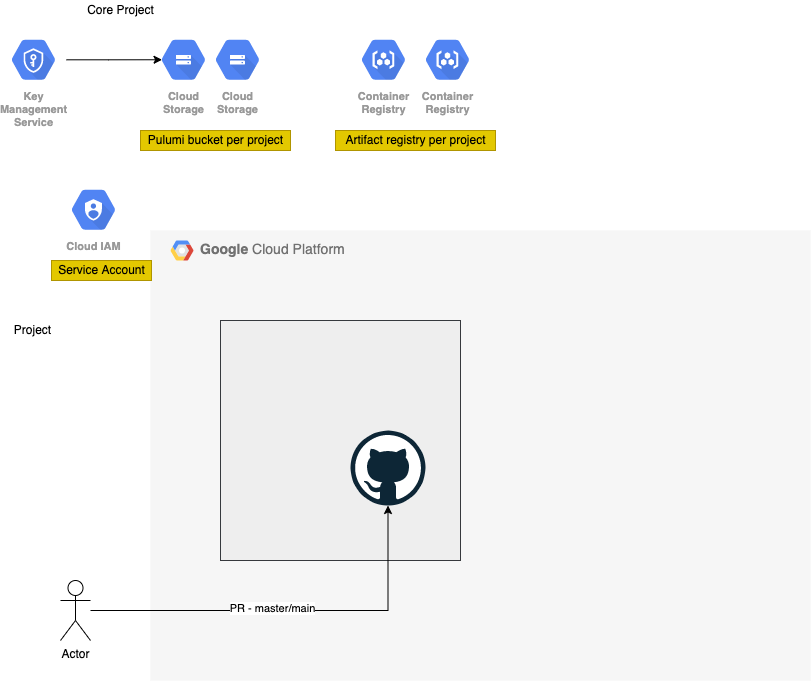 Core Project
Key
Management
Service
Cloud
Storage
Cloud
Storage
Container
Registry
Container
Registry
Pulumi bucket per project
Artifact registry per project
Cloud IAM
Service Account
Google Cloud Platform
Project
PR - master/main
Actor